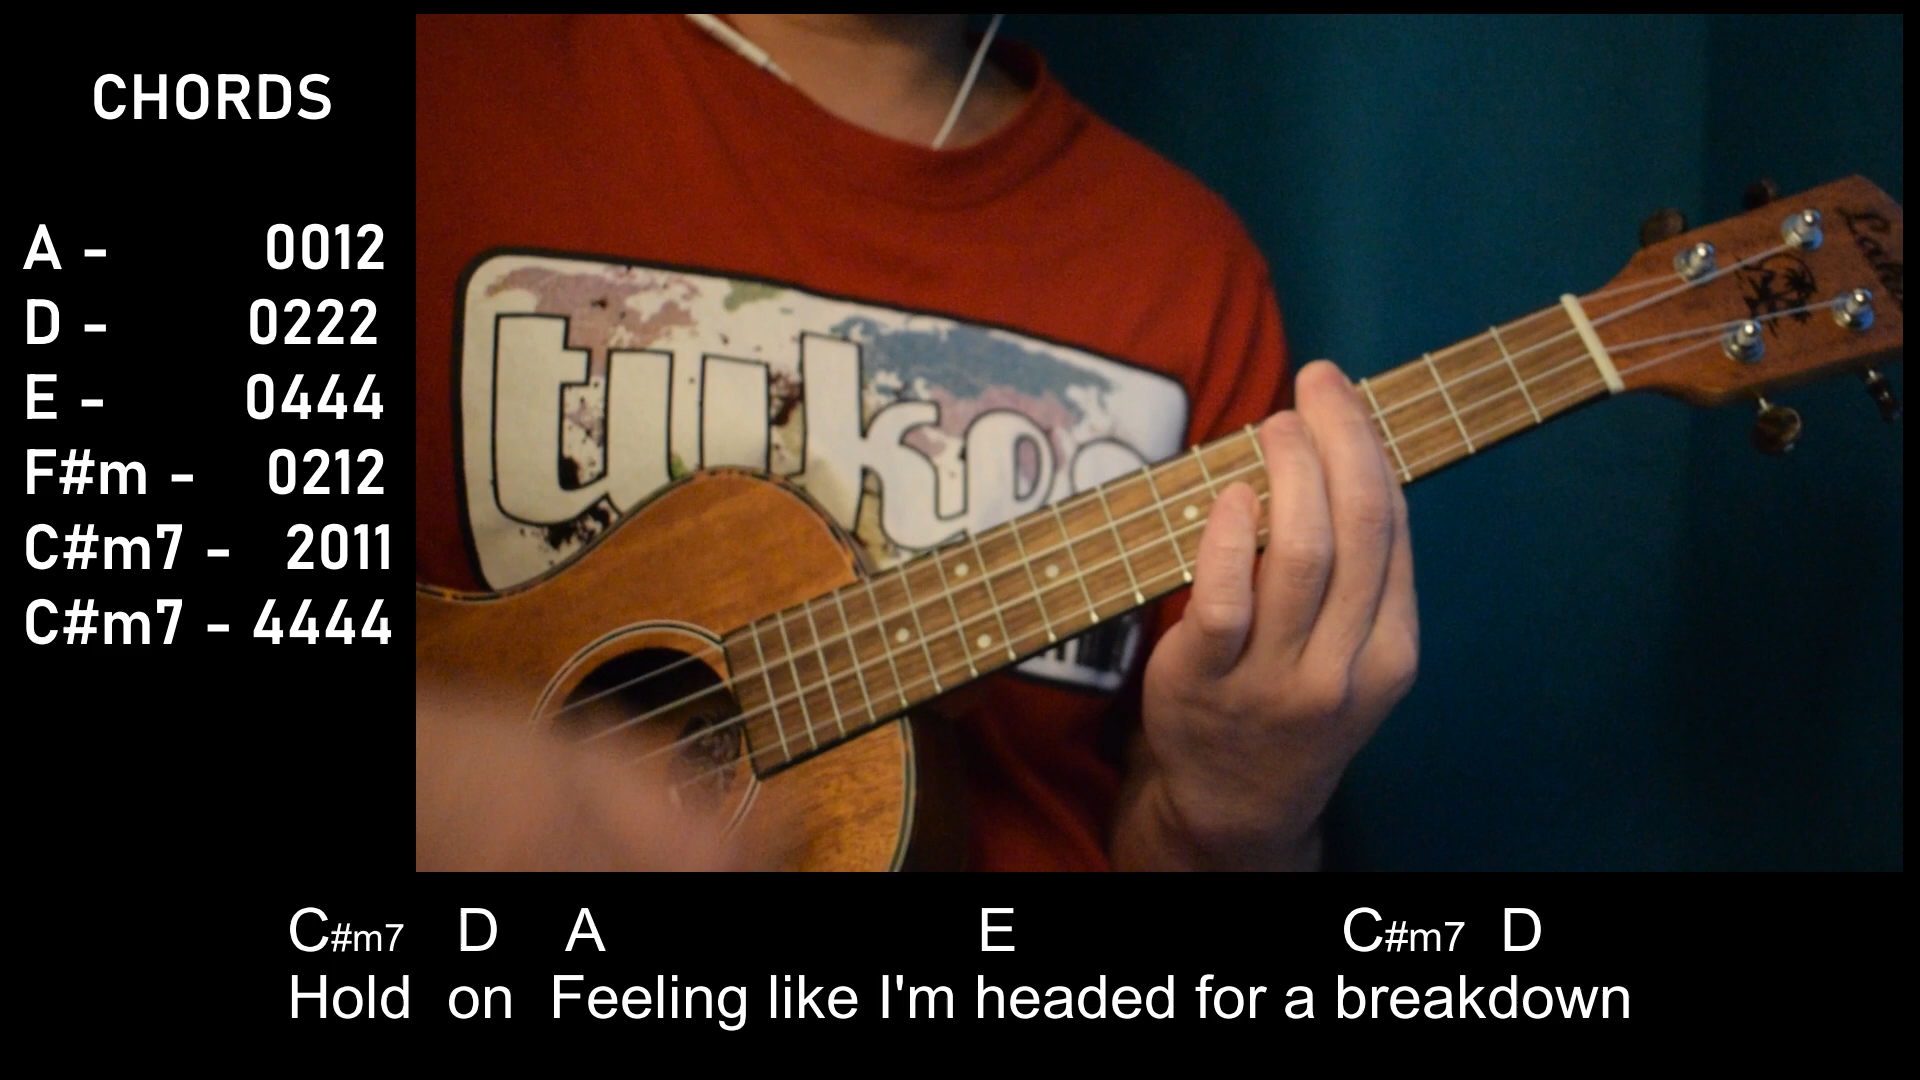 CHORDS
A - 0012
D - 0222
E - 0444
F#m - 0212
C#m7 - 2011
C#m7 - 4444
C#m7 D A E C#m7 D
Hold on Feeling like I'm headed for a breakdown